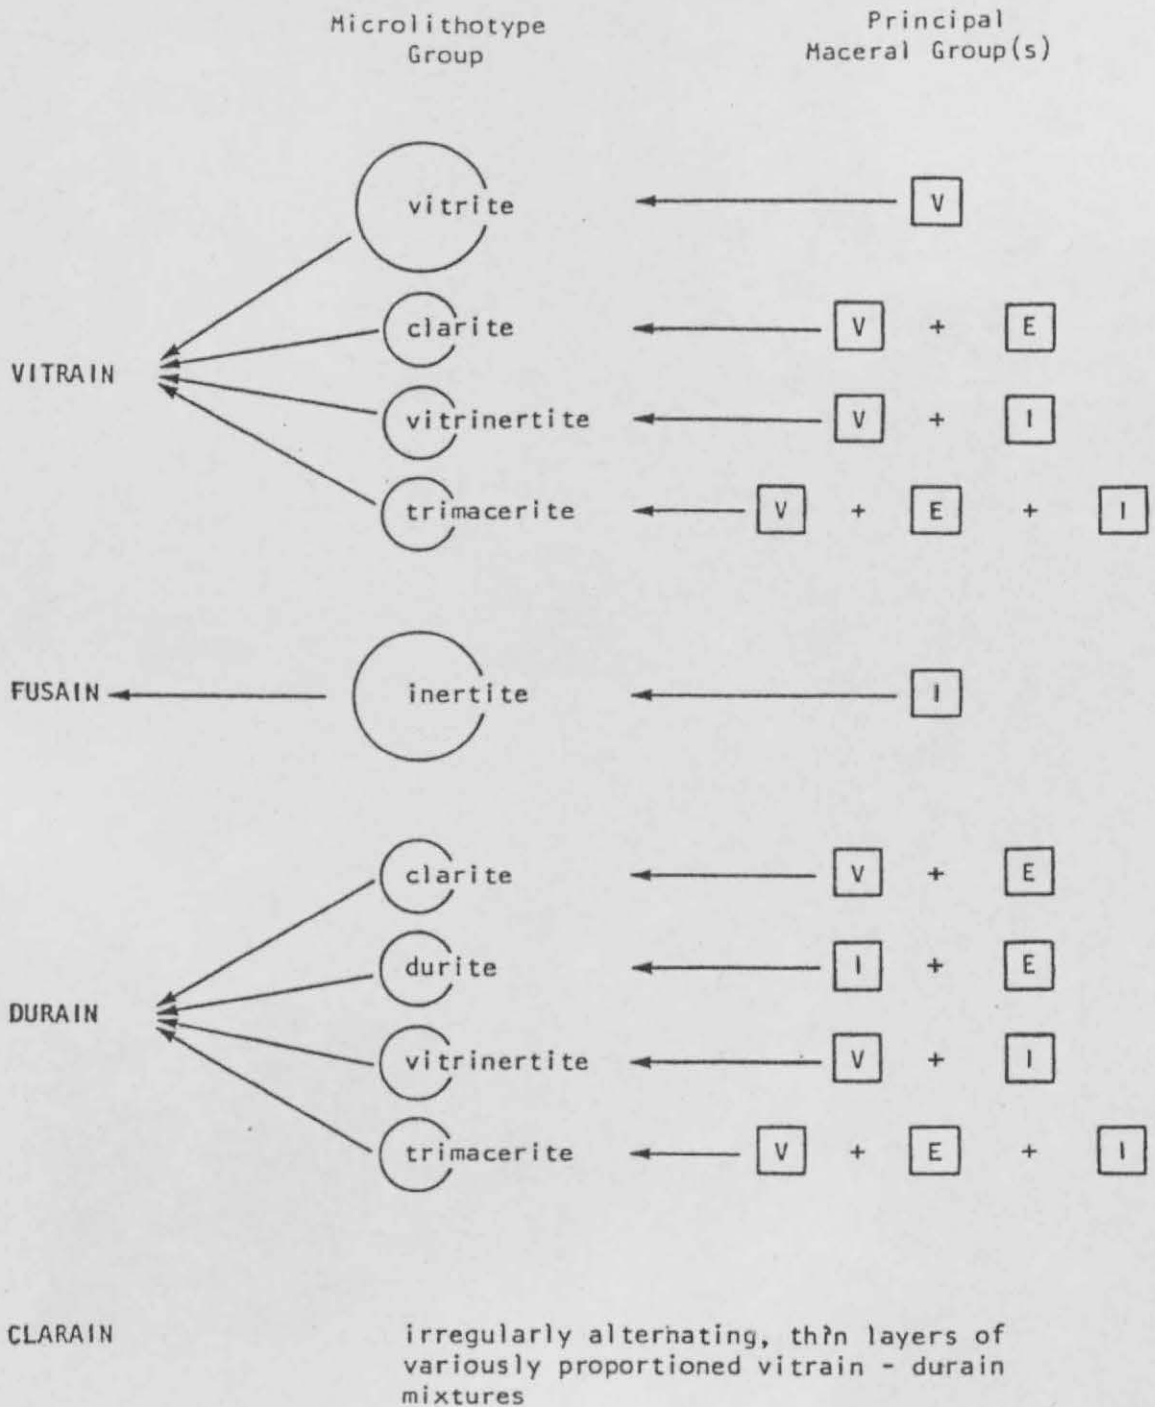 Microlithotype
Group
Principal
Maceral Group(s)
vitrite
V
clarite
V + E
VITRAIN
vitrinertite
V + I
trimacerite
V + E + I
FUSAIN
inertite
I
clarite
V + E
durite
I + E
DURAIN
vitrinertite
V + I
trimacerite
V + E + I
CLARAIN
irregularly alternating, thin layers of
variously proportioned vitrain - durain
mixtures